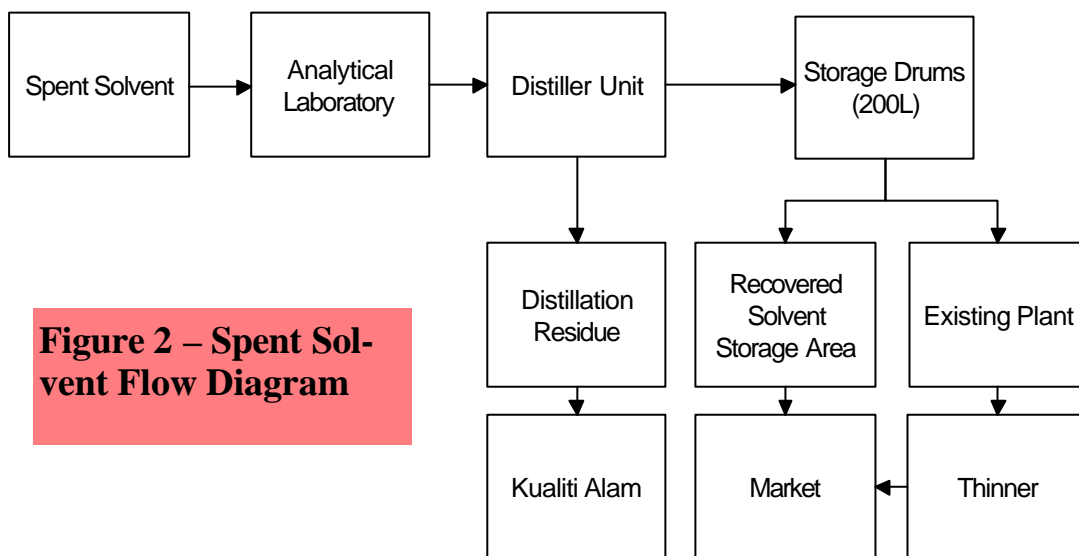 Spent Solvent
Analytical
Laboratory
Distiller Unit
Storage Drums
(200L)
Distillation
Residue
Recovered
Solvent
Storage Area
Existing Plant
Figure 2 – Spent Sol-
vent Flow Diagram
Kualiti Alam
Market
Thinner